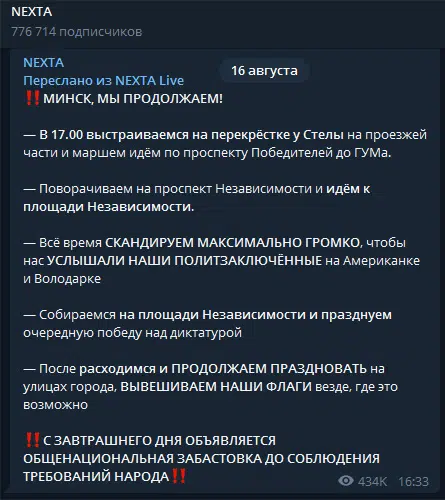 NEXTA
776 714 подписчиков
NEXTA
Переслано из NEXTA Live
16 августа
‼️МИНСК, МЫ ПРОДОЛЖАЕМ!
— В 17.00 выстраиваемся на перекрёстке у Стелы на проезжей
части и маршем идём по проспекту Победителей до ГУМа.
— Поворачиваем на проспект Независимости и идём к
площади Независимости.
— Всё время СКАНДИРУЕМ МАКСИМАЛЬНО ГРОМКО, чтобы
нас УСЛЫШАЛИ НАШИ ПОЛИТЗАКЛЮЧЁННЫЕ на Американке
и Володарке
— Собираемся на площади Независимости и празднуем
очередную победу над диктатурой
— После расходимся и ПРОДОЛЖАЕМ ПРАЗДНОВАТЬ на
улицах города, ВЫВЕШИВАЕМ НАШИ ФЛАГИ везде, где это
возможно
‼️С ЗАВТРАШНЕГО ДНЯ ОБЪЯВЛЯЕТСЯ
ОБЩЕНАЦИОНАЛЬНАЯ ЗАБАСТОВКА ДО СОБЛЮДЕНИЯ
ТРЕБОВАНИЙ НАРОДА‼️
434K 16:33